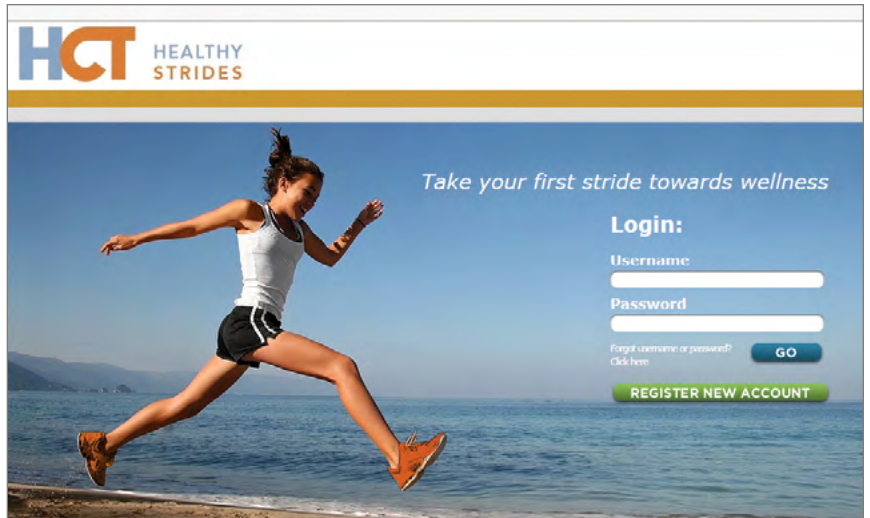 HCT HEALTHY
STRIDES
Take your first stride towards wellness
Login:
Username
Password
Forgot username or password?
Click here
GO
REGISTER NEW ACCOUNT